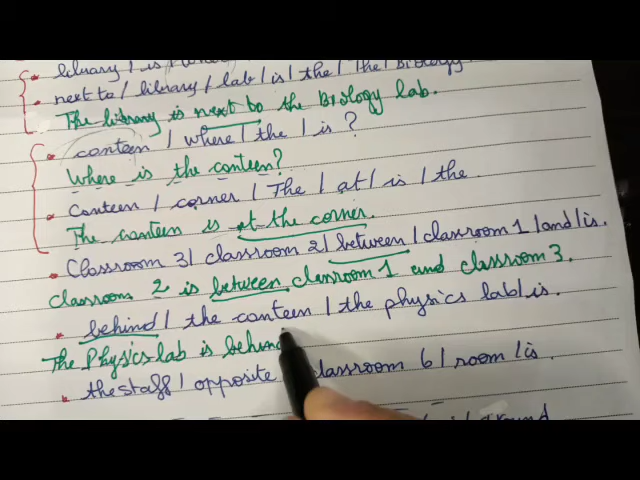 library / is /
next to / library / lab / is / the / the / Biology
The library is next to the Biology lab.
canteen / where / the / is ?
Where is the canteen?
Canteen / corner / The / at / is / the
The canteen is at the corner.
Classroom 3 / classroom 2 / between / classroom 1 / and / is.
Classroom 2 is between classroom 1 and classroom 3.
behind / the canteen / the physics lab / is.
The Physics lab is behind
the staff / opposite classroom 6 / room / is.